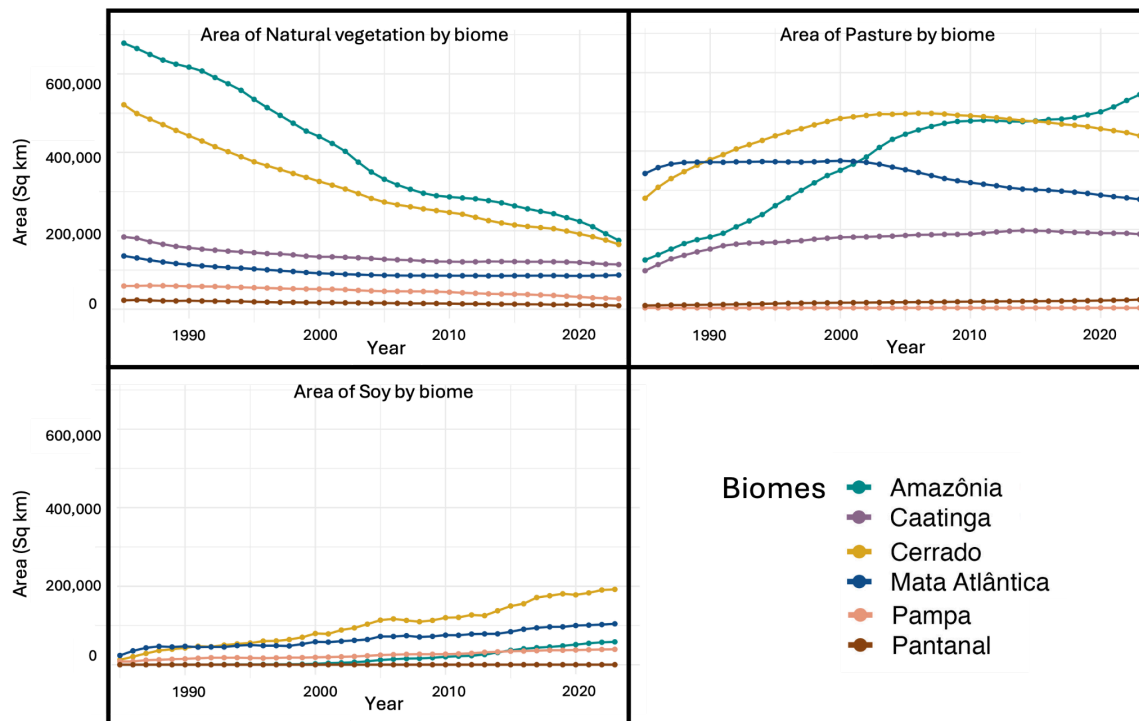 Area of Natural vegetation by biome
Area (Sq km)
600,000
400,000
200,000
0
1990
2000
2010
2020
Year
Area of Pasture by biome
1990
2000
2010
2020
Year
Area of Soy by biome
Area (Sq km)
600,000
400,000
200,000
0
1990
2000
2010
2020
Year
Biomes
Amazônia
Caatinga
Cerrado
Mata Atlântica
Pampa
Pantanal